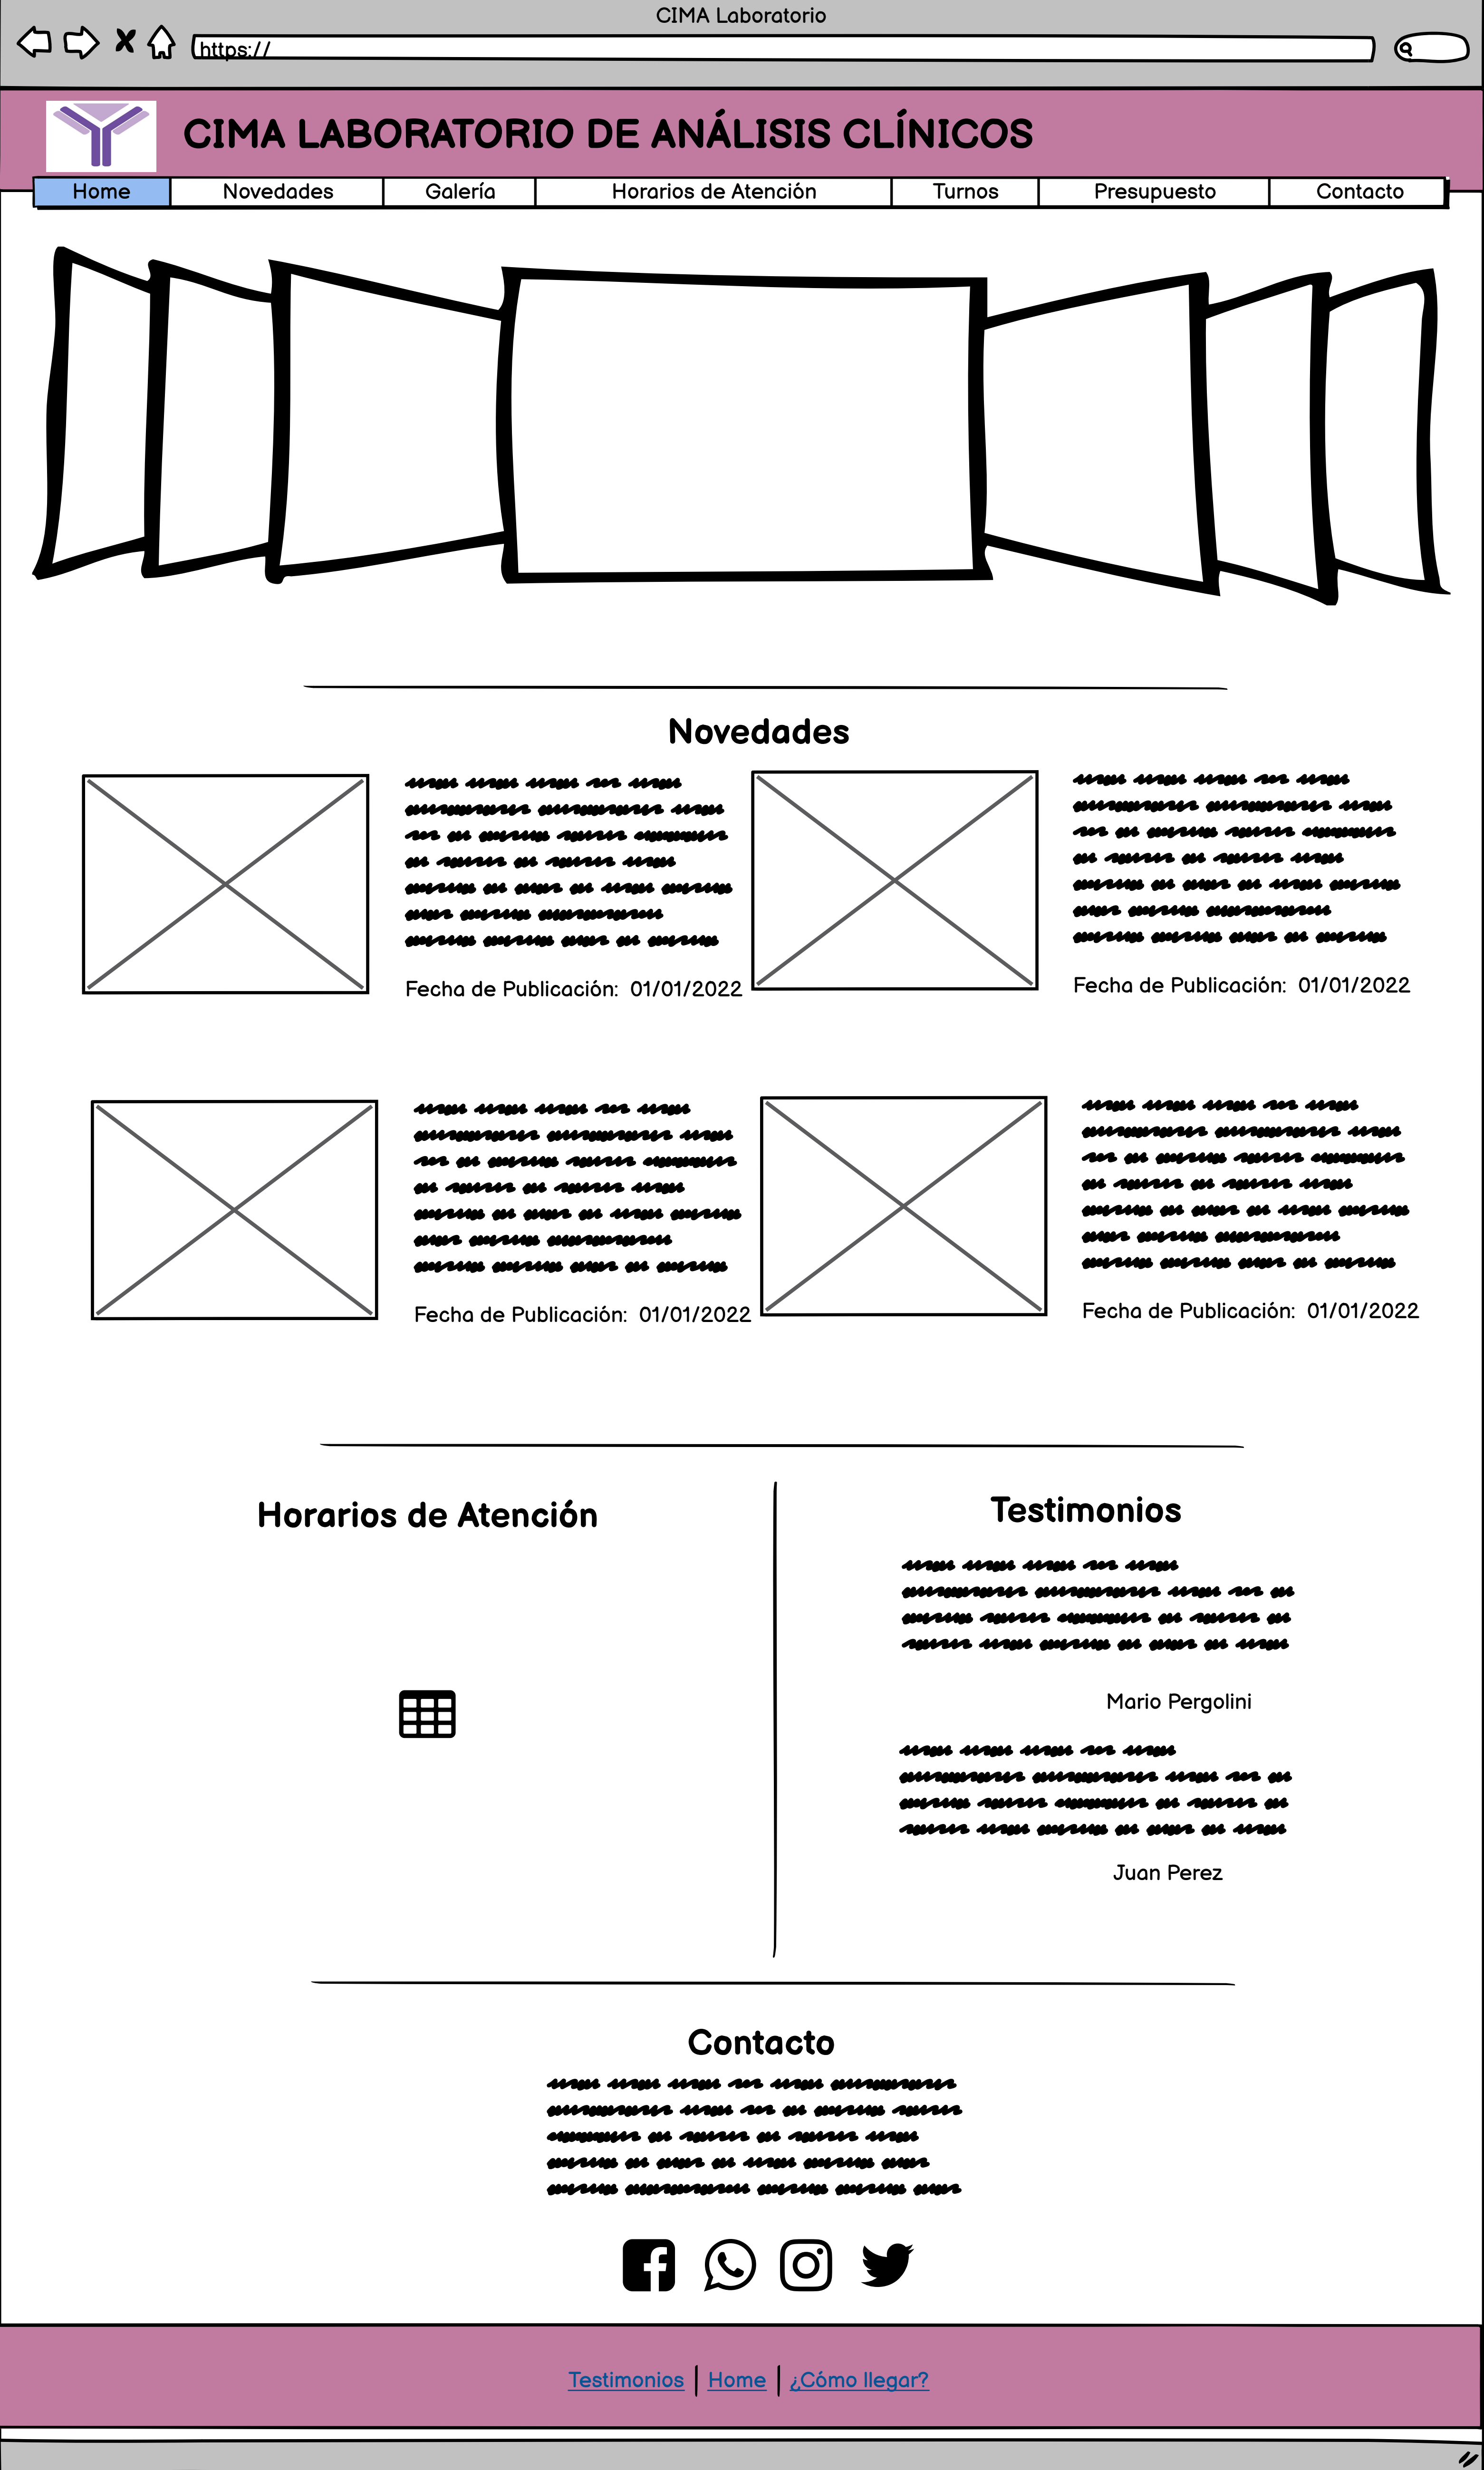 CIMA Laboratorio
https://
CIMA LABORATORIO DE ANÁLISIS CLÍNICOS
Home Novedades Galería Horarios de Atención Turnos Presupuesto Contacto
Novedades
Fecha de Publicación: 01/01/2022
Fecha de Publicación: 01/01/2022
Fecha de Publicación: 01/01/2022
Fecha de Publicación: 01/01/2022
Horarios de Atención
Testimonios
Mario Pergolini
Juan Perez
Contacto
Testimonios | Home | ¿Cómo llegar?